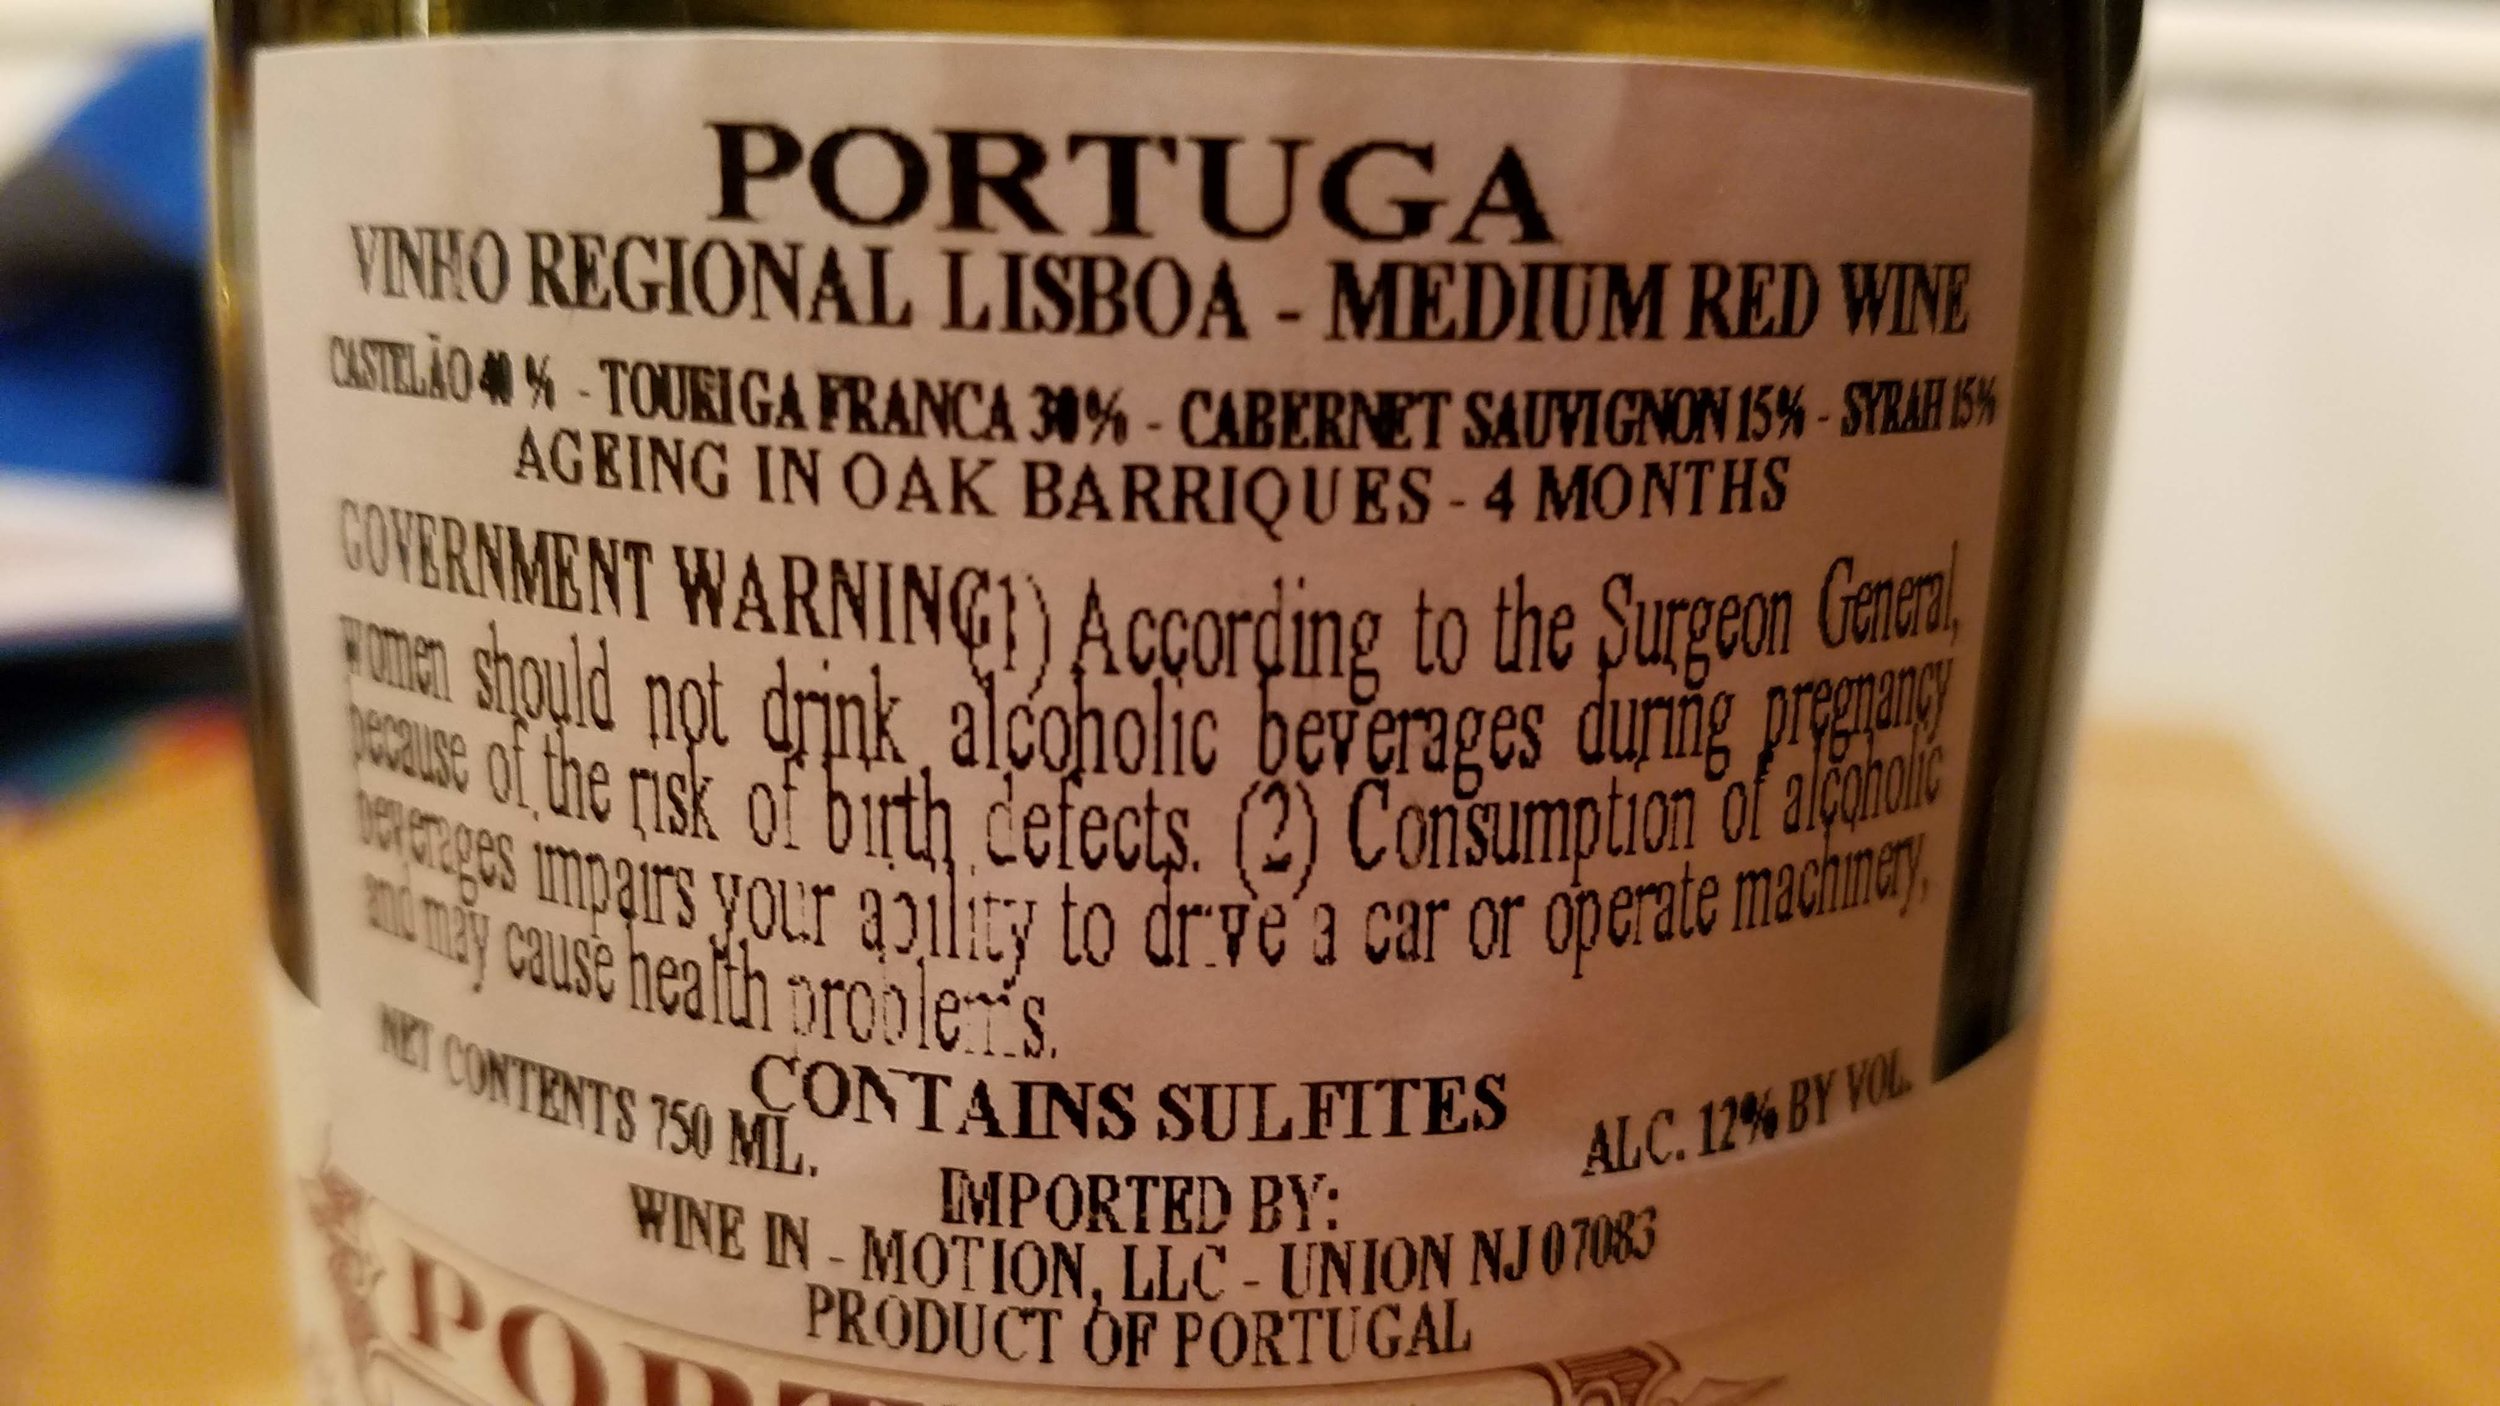 PORTUGA
VINHO REGIONAL LISBOA - MEDIUM RED WINE
CASTELÃO 40 % - TOURIGA FRANCA 30% - CABERNET SAUVIGNON 15% - SYRAH 15%
AGEING IN OAK BARRIQUES - 4 MONTHS
GOVERNMENT WARNING(1) According to the Surgeon General,
women should not drink alcoholic beverages during pregnancy
because of the risk of birth defects. (2) Consumption of alcoholic
beverages impairs your ability to drive a car or operate machinery,
and may cause health problems.
CONTAINS SULFITES
NET CONTENTS 750 ML.
ALC. 12% BY VOL.
IMPORTED BY:
WINE IN - MOTION, LLC - UNION NJ 07083
PRODUCT OF PORTUGAL